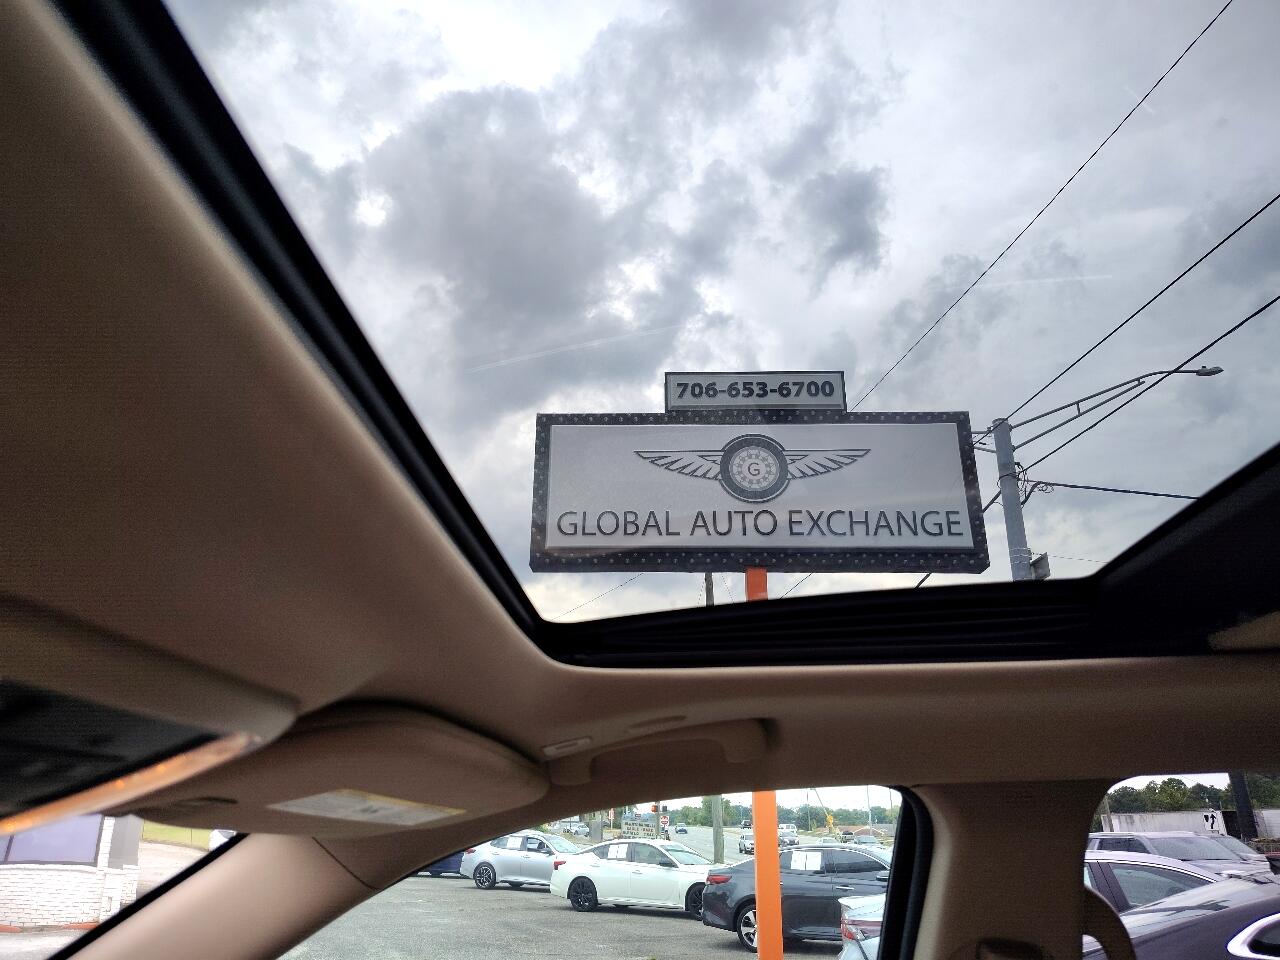 706-653-6700
G
GLOBAL AUTO EXCHANGE